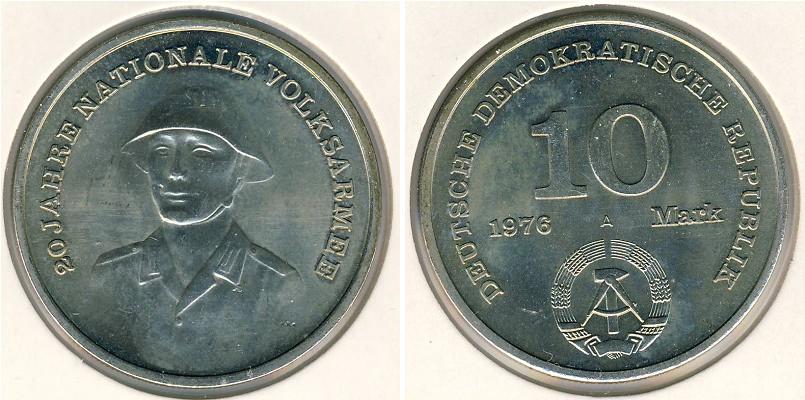 20 JAHRE NATIONALE VOLKSARMEE
DEUTSCHE DEMOKRATISCHE REPUBLIK
10
1976 A Mark